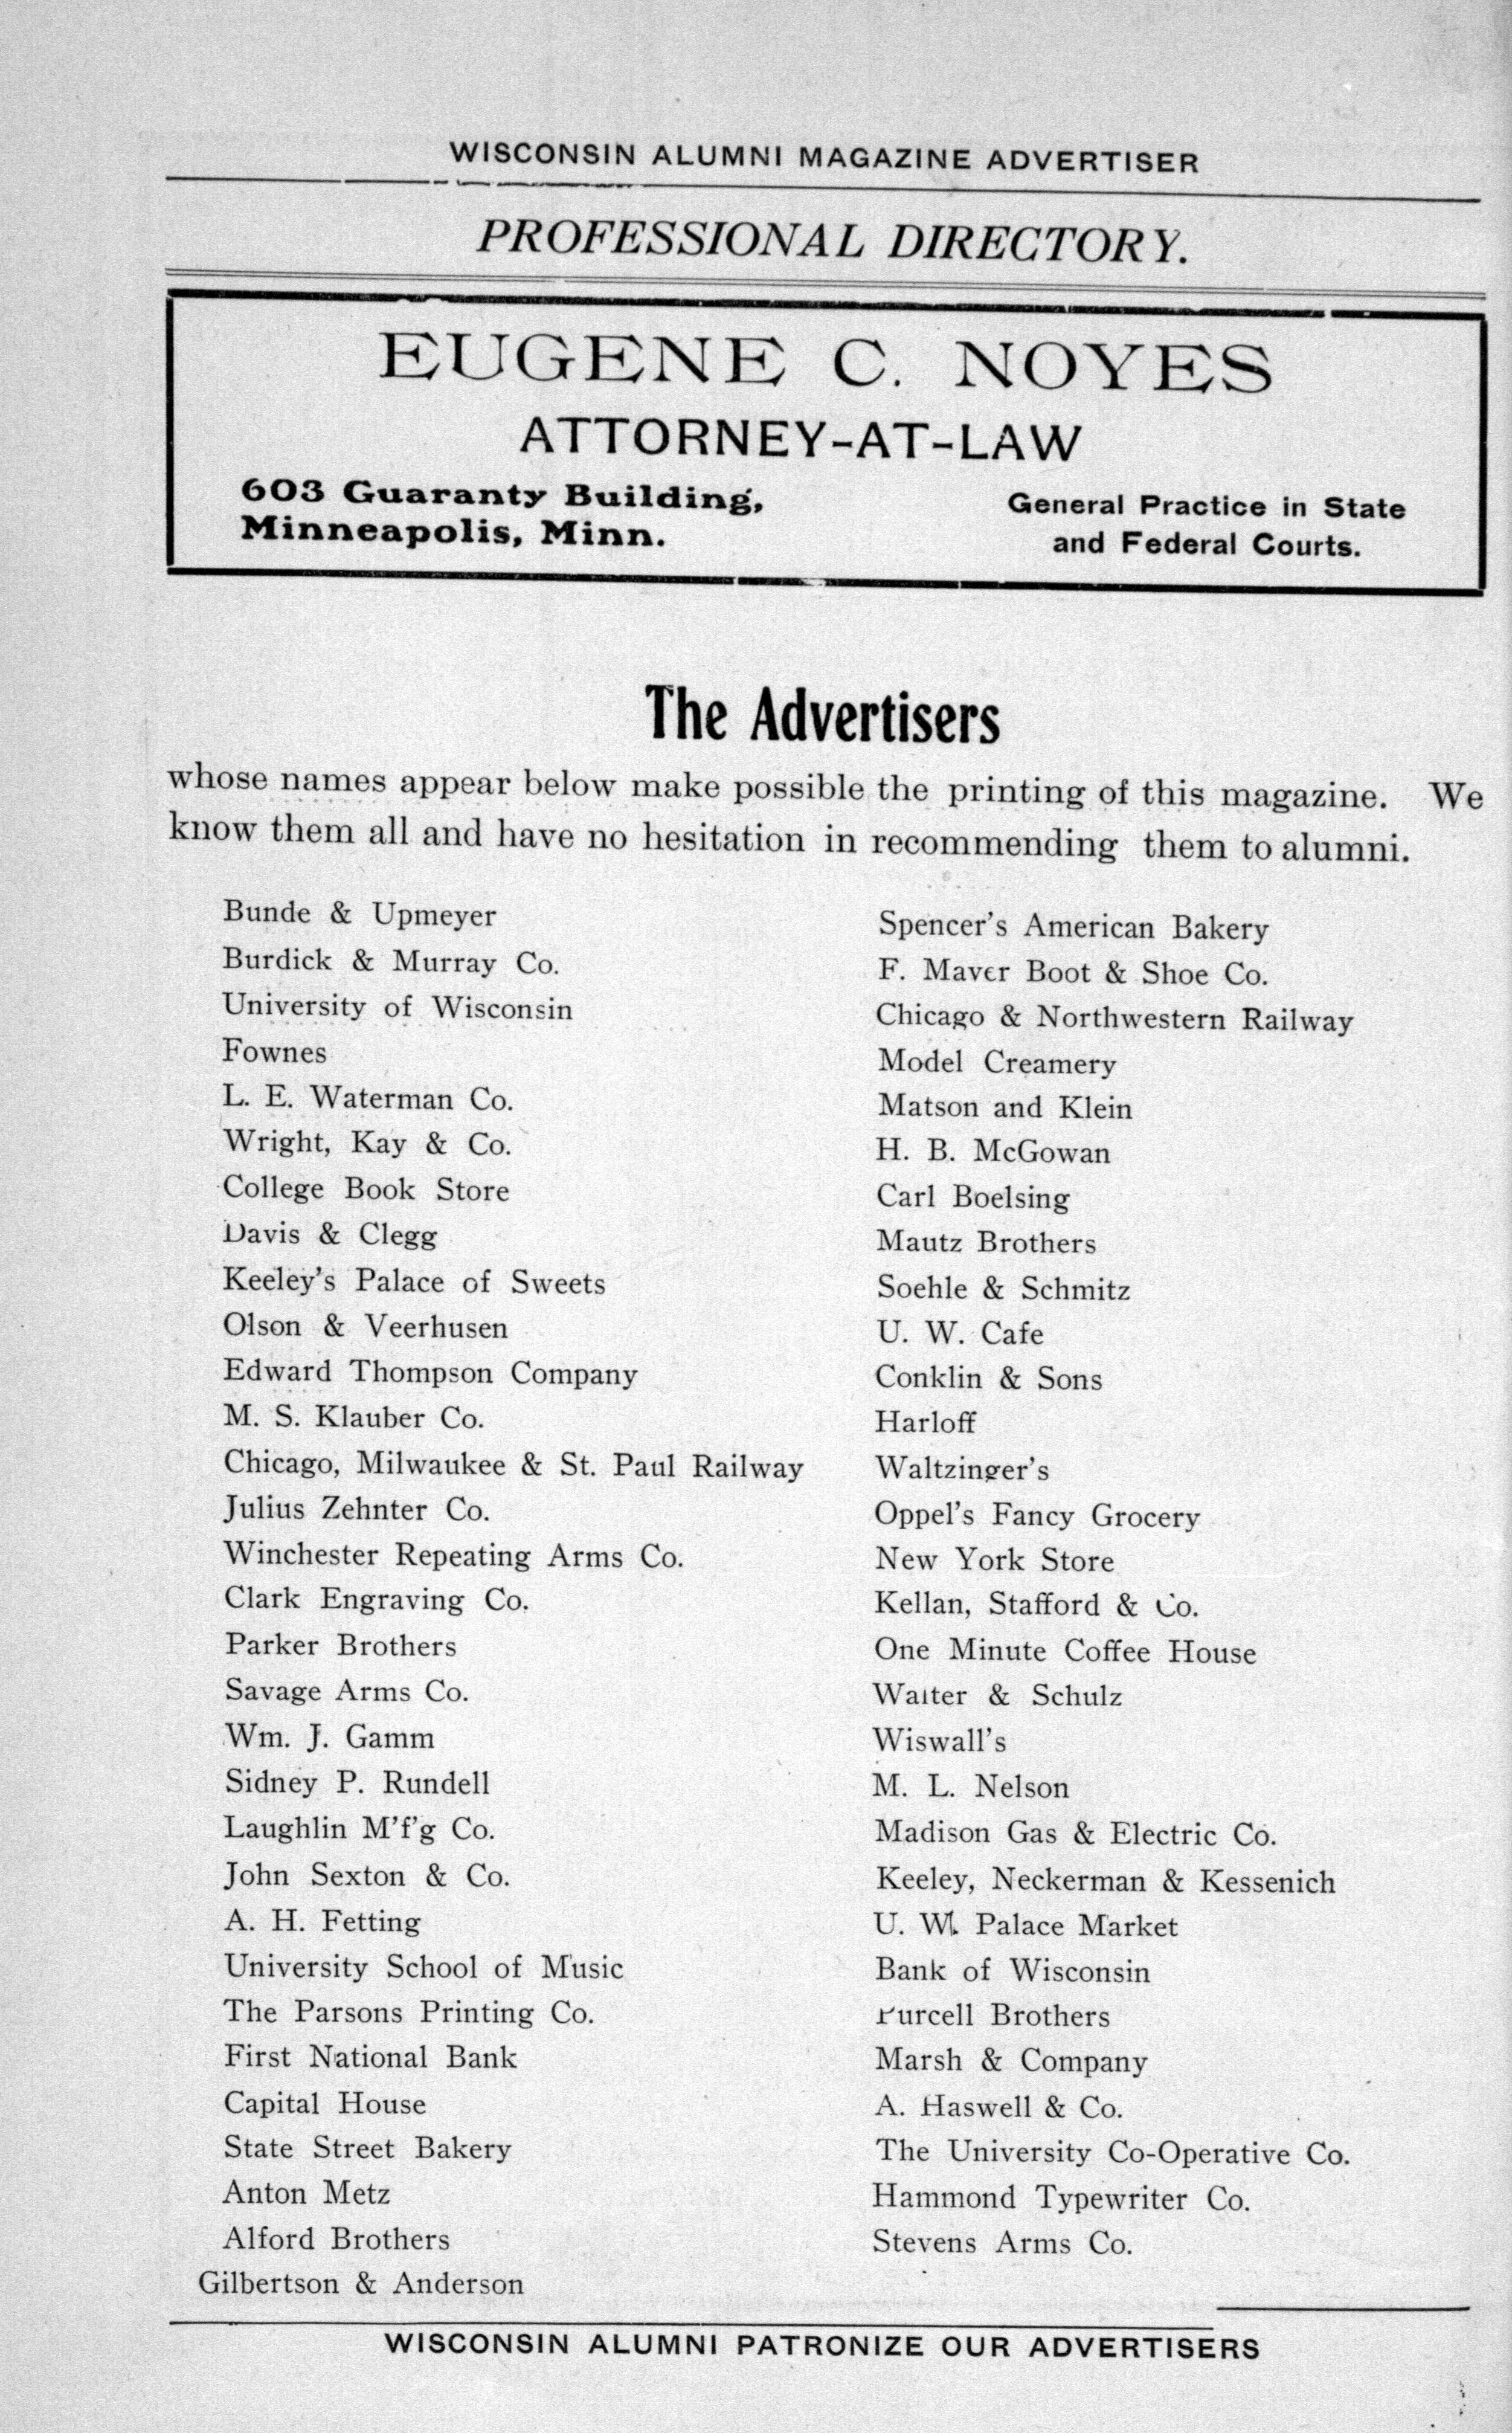 WISCONSIN ALUMNI MAGAZINE ADVERTISER
PROFESSIONAL DIRECTORY.
EUGENE C. NOYES
ATTORNEY-AT-LAW
603 Guaranty Building,
Minneapolis, Minn.
General Practice in State
and Federal Courts.
The Advertisers
whose names appear below make possible the printing of this magazine. We
know them all and have no hesitation in recommending them to alumni.
Bunde & Upmeyer
Burdick & Murray Co.
University of Wisconsin
Fownes
L. E. Waterman Co.
Wright, Kay & Co.
College Book Store
Davis & Clegg
Keeley's Palace of Sweets
Olson & Veerhusen
Edward Thompson Company
M. S. Klauber Co.
Chicago, Milwaukee & St. Paul Railway
Julius Zehnter Co.
Winchester Repeating Arms Co.
Clark Engraving Co.
Parker Brothers
Savage Arms Co.
Wm. J. Gamm
Sidney P. Rundell
Laughlin M'f'g Co.
John Sexton & Co.
A. H. Fetting
University School of Music
The Parsons Printing Co.
First National Bank
Capital House
State Street Bakery
Anton Metz
Alford Brothers
Gilbertson & Anderson
Spencer's American Bakery
F. Maver Boot & Shoe Co.
Chicago & Northwestern Railway
Model Creamery
Matson and Klein
H. B. McGowan
Carl Boelsing
Mautz Brothers
Soehle & Schmitz
U. W. Cafe
Conklin & Sons
Harloff
Waltzinger's
Oppel's Fancy Grocery
New York Store
Kellan, Stafford & Co.
One Minute Coffee House
Walter & Schulz
Wiswall's
M. L. Nelson
Madison Gas & Electric Co.
Keeley, Neckerman & Kessenich
U. W. Palace Market
Bank of Wisconsin
Purcell Brothers
Marsh & Company
A. Haswell & Co.
The University Co-Operative Co.
Hammond Typewriter Co.
Stevens Arms Co.
WISCONSIN ALUMNI PATRONIZE OUR ADVERTISERS